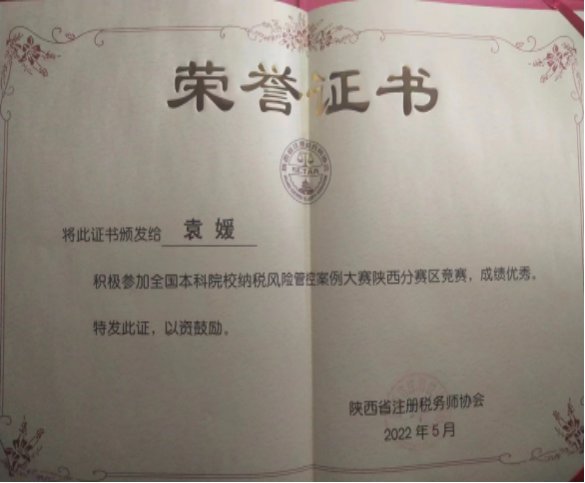 荣誉证书
将此证书颁发给 袁媛
积极参加全国本科院校纳税风险管控案例大赛陕西分赛区竞赛，成绩优秀。
特发此证，以资鼓励。
陕西省注册税务师协会
2022年5月